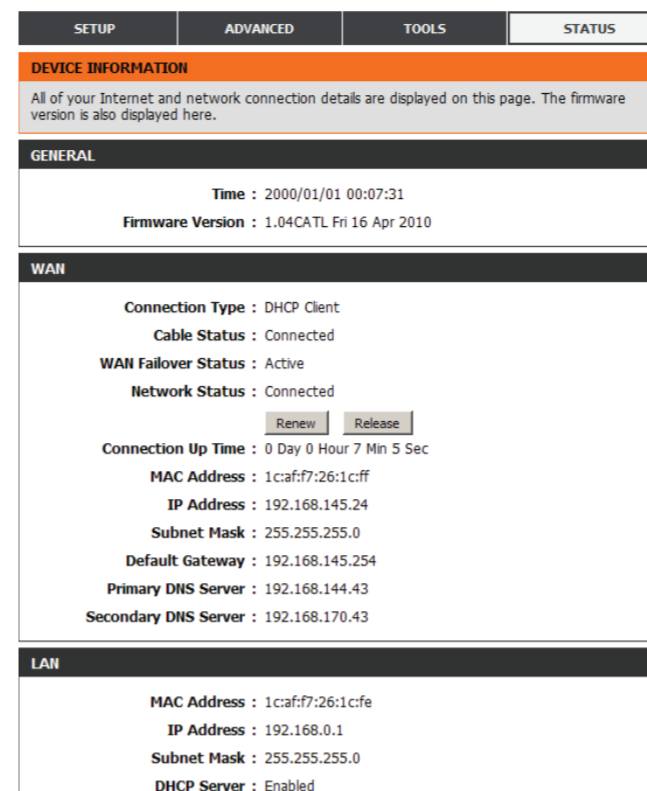 SETUP ADVANCED TOOLS STATUS
DEVICE INFORMATION
All of your Internet and network connection details are displayed on this page. The firmware
version is also displayed here.
GENERAL
Time : 2000/01/01 00:07:31
Firmware Version : 1.04CATL Fri 16 Apr 2010
WAN
Connection Type : DHCP Client
Cable Status : Connected
WAN Failover Status : Active
Network Status : Connected
Renew Release
Connection Up Time : 0 Day 0 Hour 7 Min 5 Sec
MAC Address : 1c:af:f7:26:1c:ff
IP Address : 192.168.145.24
Subnet Mask : 255.255.255.0
Default Gateway : 192.168.145.254
Primary DNS Server : 192.168.144.43
Secondary DNS Server : 192.168.170.43
LAN
MAC Address : 1c:af:f7:26:1c:fe
IP Address : 192.168.0.1
Subnet Mask : 255.255.255.0
DHCP Server : Enabled